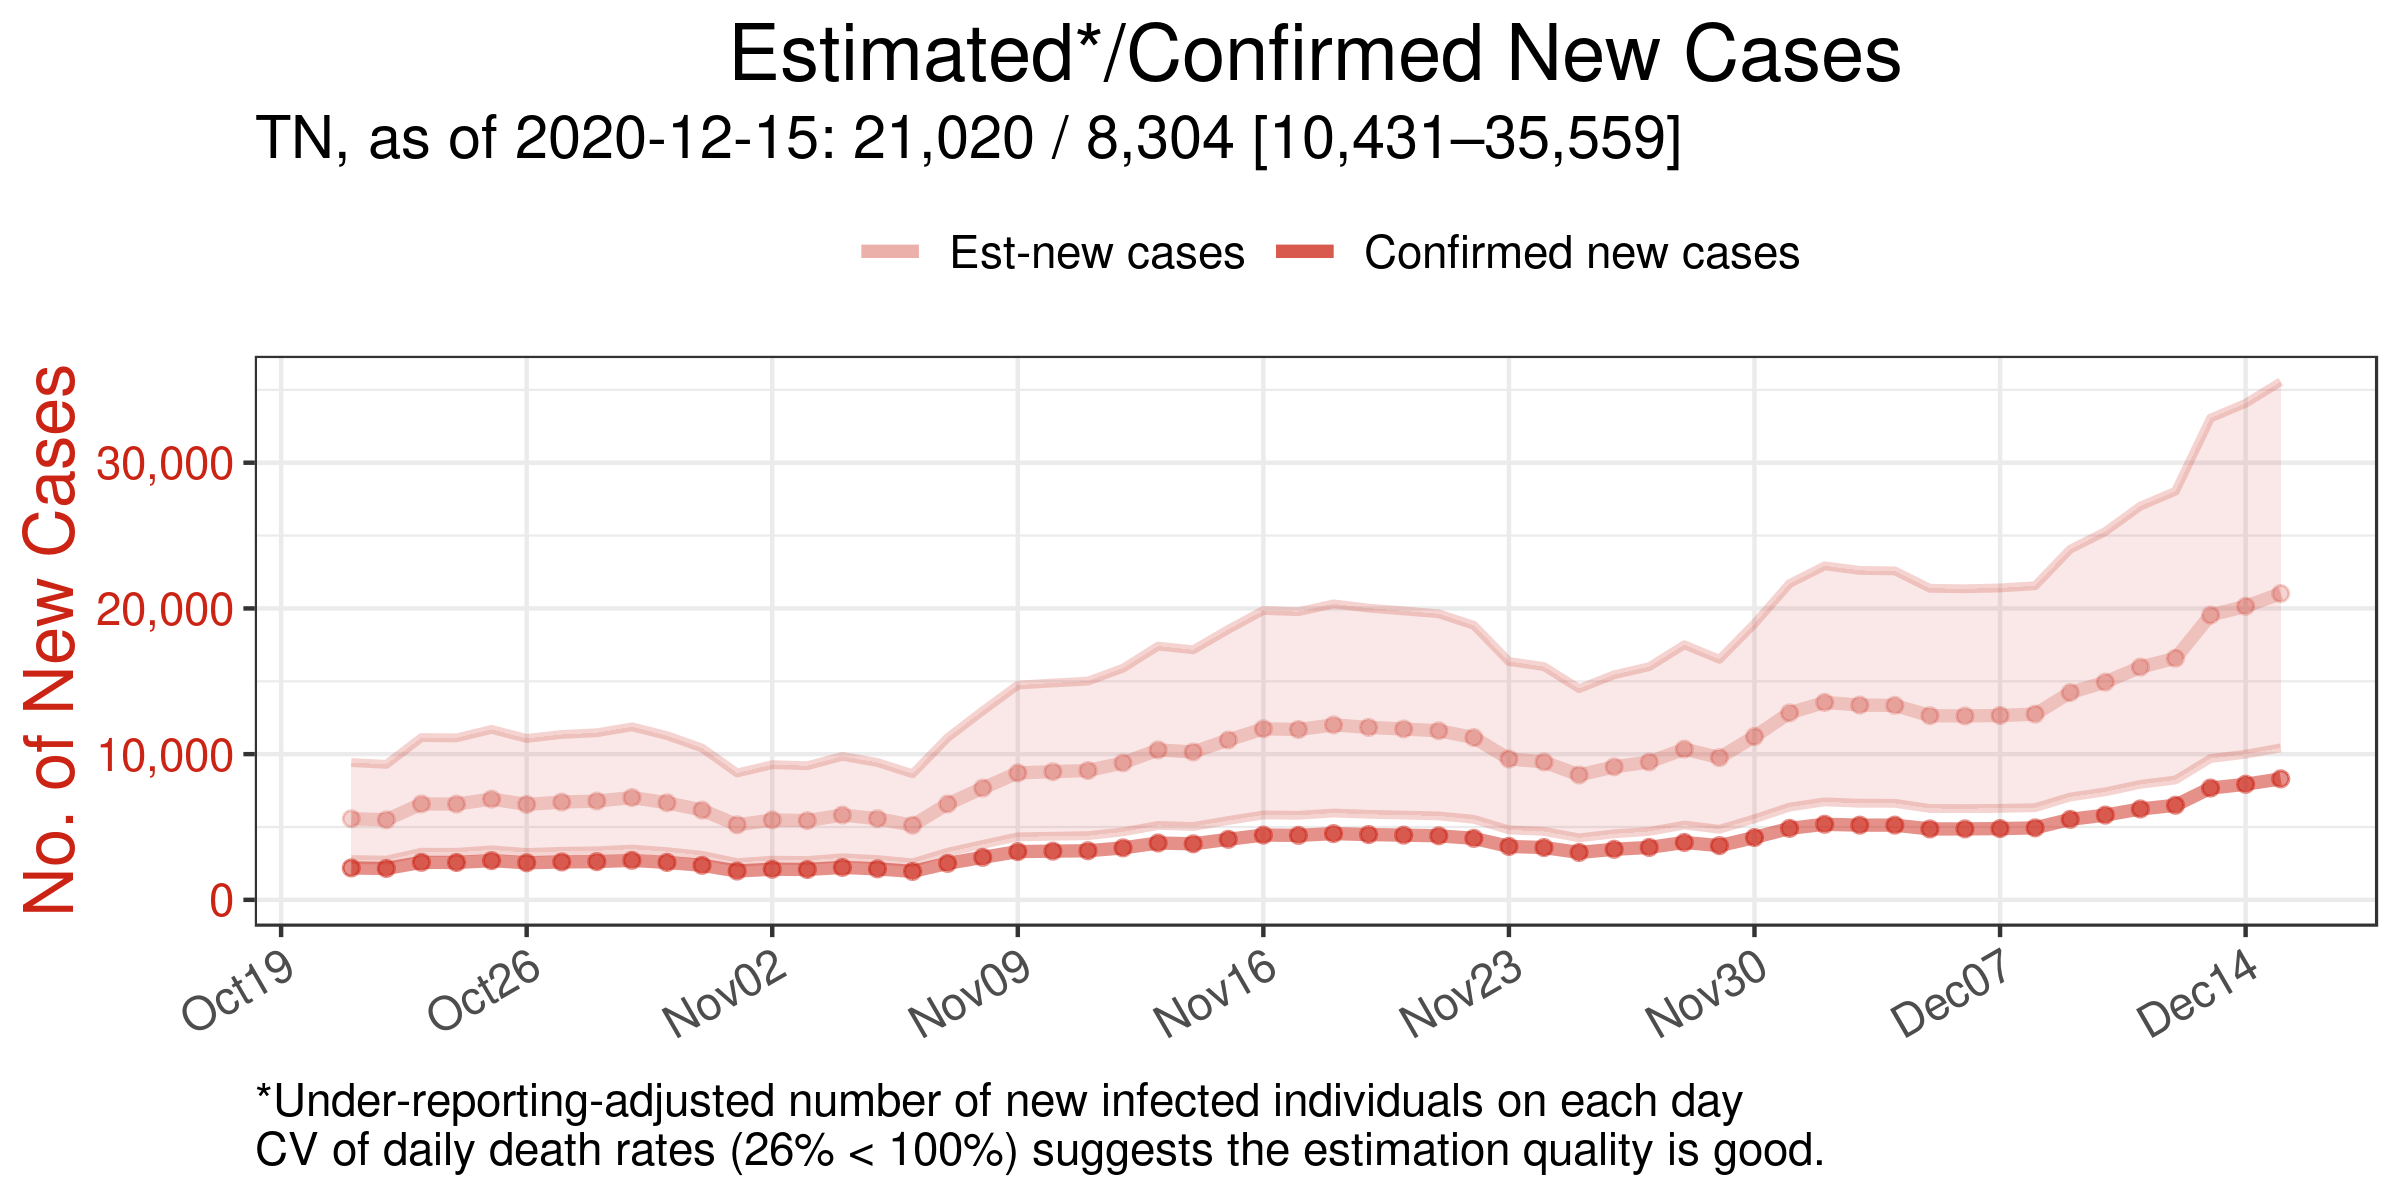 Estimated*/Confirmed New Cases
TN, as of 2020-12-15: 21,020 / 8,304 [10,431–35,559]
Est-new cases
Confirmed new cases
No. of New Cases
30,000
20,000
10,000
0
Oct19
Oct26
Nov02
Nov09
Nov16
Nov23
Nov30
Dec07
Dec14
*Under-reporting-adjusted number of new infected individuals on each day
CV of daily death rates (26% < 100%) suggests the estimation quality is good.